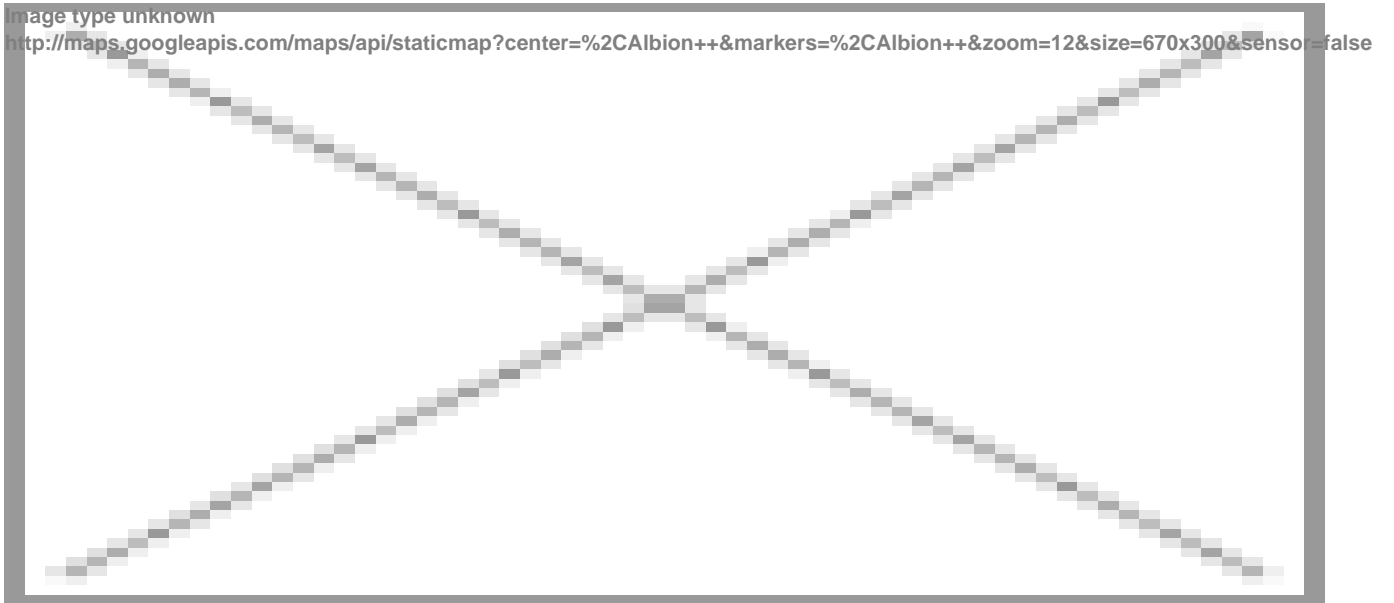 Image type unknown
http://maps.googleapis.com/maps/api/staticmap?center=%2CAlbion++&markers=%2CAlbion++&zoom=12&size=670x300&sensor=false